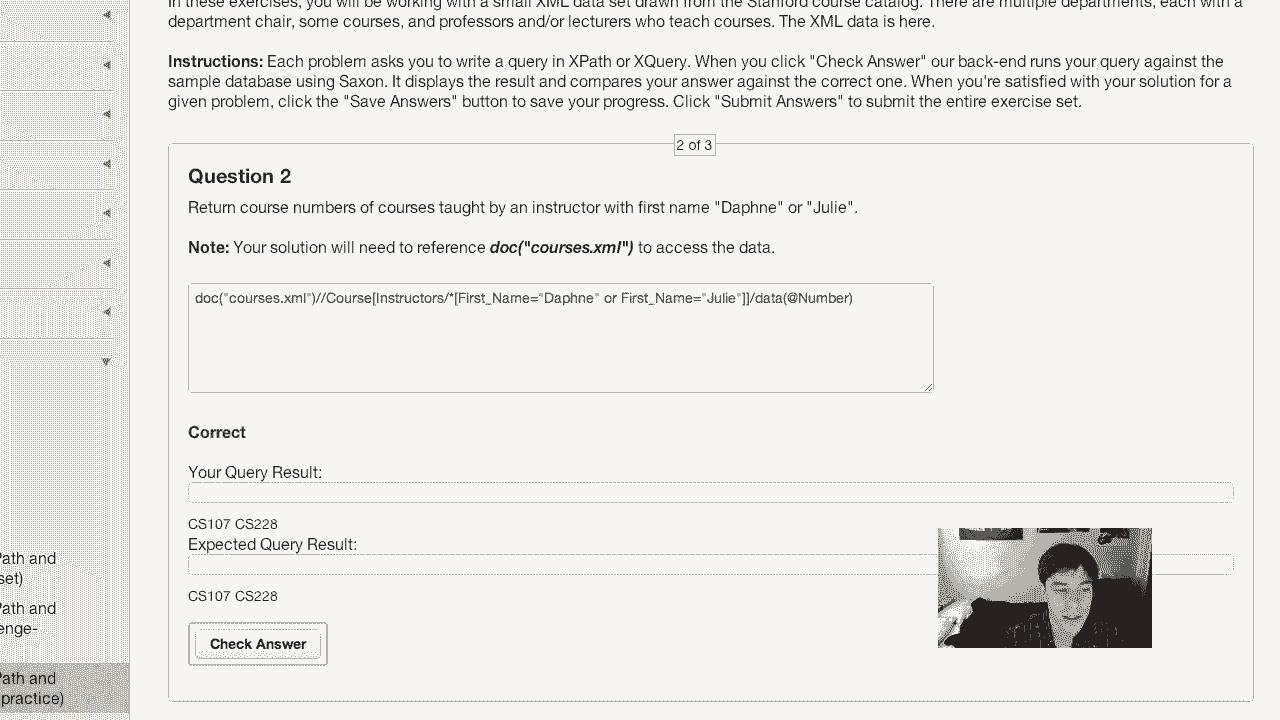 In these exercises, you will be working with a small XML data set drawn from the Stanford course catalog. There are multiple departments, each with a
department chair, some courses, and professors and/or lecturers who teach courses. The XML data is here.
Instructions: Each problem asks you to write a query in XPath or XQuery. When you click "Check Answer" our back-end runs your query against the
sample database using Saxon. It displays the result and compares your answer against the correct one. When you're satisfied with your solution for a
given problem, click the "Save Answers" button to save your progress. Click "Submit Answers" to submit the entire exercise set.
2 of 3
Question 2
Return course numbers of courses taught by an instructor with first name "Daphne" or "Julie".
Note: Your solution will need to reference doc("courses.xml") to access the data.
doc("courses.xml")//Course[Instructors/*[First_Name="Daphne" or First_Name="Julie"]]/data(@Number)
Correct
Your Query Result:
CS107 CS228
Expected Query Result:
CS107 CS228
Check Answer
Path and
set)
Path and
enge-
Path and
practice)